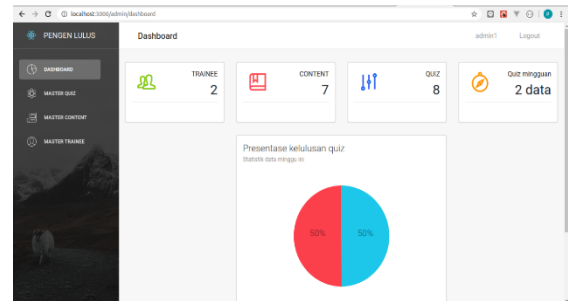 localhost:3000/admin/dashboard
PENGEN LULUS
Dashboard
admin1
Logout
DASHBOARD
MASTER QUIZ
MASTER CONTENT
MASTER TRAINEE
TRAINEE
2
CONTENT
7
QUIZ
8
Quiz mingguan
2 data
Presentase kelulusan quiz
Statistik data minggu ini
50%
50%